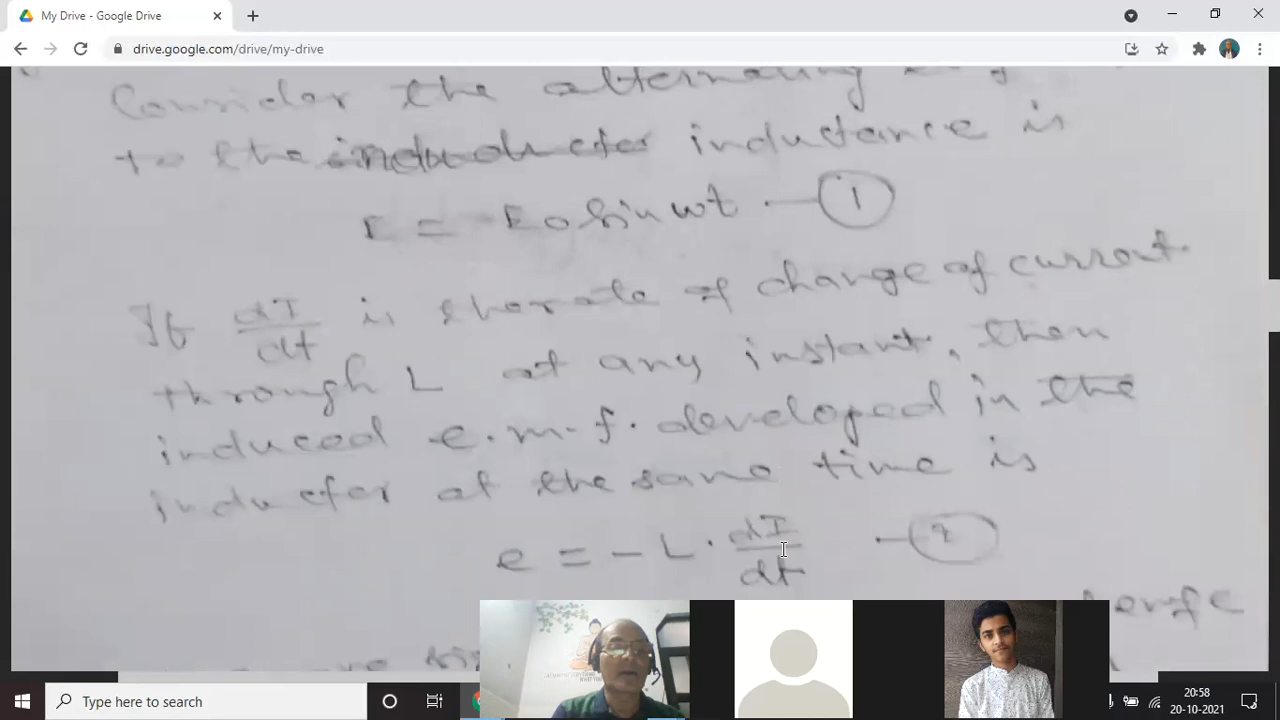 My Drive - Google Drive
drive.google.com/drive/my-drive
Consider the alternating
to the inductance is
E = E0 sin wt — 1
If dI/dt is the rate of change of current
through L at any instant, then
induced e.m.f. developed in the
inductor at the same time is
e = - L . dI/dt — 2
Type here to search
20:58
20-10-2021